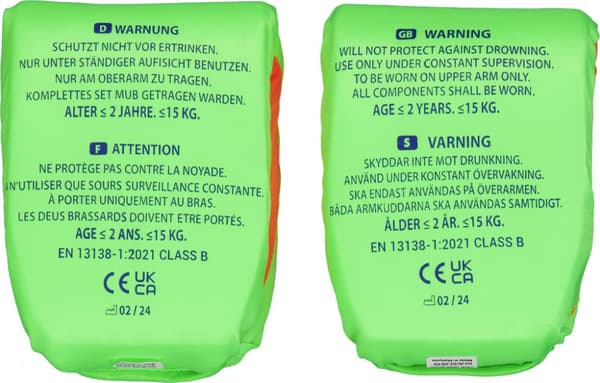 D WARNUNG
SCHUTZT NICHT VOR ERTRINKEN.
NUR UNTER STÄNDIGER AUFISICHT BENUTZEN.
NUR AM OBERARM ZU TRAGEN.
KOMPLETTES SET MUB GETRAGEN WARDEN.
ALTER ≤ 2 JAHRE. ≤15 KG.
F ATTENTION
NE PROTÈGE PAS CONTRE LA NOYADE.
N'UTILISER QUE SOURS SURVEILLANCE CONSTANTE.
À PORTER UNIQUEMENT AU BRAS.
LES DEUS BRASSARDS DOIVENT ETRE PORTÉS.
AGE ≤ 2 ANS. ≤15 KG.
EN 13138-1:2021 CLASS B
CE UK
CA
02 / 24
GB WARNING
WILL NOT PROTECT AGAINST DROWNING.
USE ONLY UNDER CONSTANT SUPERVISION.
TO BE WORN ON UPPER ARM ONLY.
ALL COMPONENTS SHALL BE WORN.
AGE ≤ 2 YEARS. ≤15 KG.
S VARNING
SKYDDAR INTE MOT DRUNKNING.
ANVÄND UNDER KONSTANT ÖVERVAKNING.
SKA ENDAST ANVÄNDAS PÅ ÖVERARMEN.
BÅDA ARMKUDDARNA SKA ANVÄNDAS SAMTIDIGT.
ÅLDER ≤ 2 ÅR. ≤15 KG.
EN 13138-1:2021 CLASS B
CE UK
CA
02 / 24